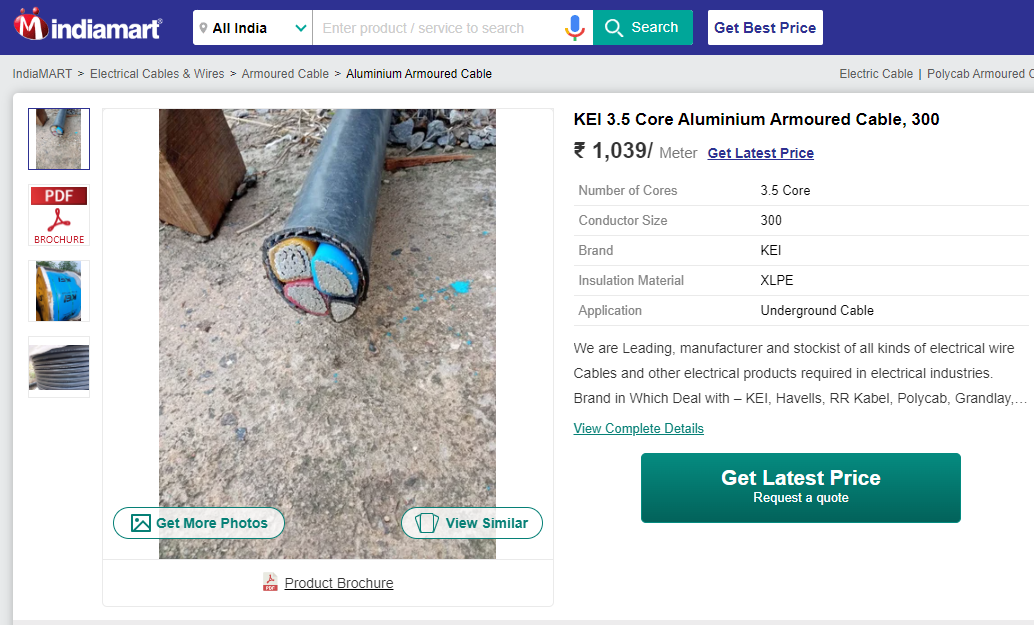 indiamart
All India
Enter product / service to search
Search
Get Best Price
IndiaMART > Electrical Cables & Wires > Armoured Cable > Aluminium Armoured Cable
Electric Cable | Polycab Armoured C
PDF
BROCHURE
KEI 3.5 Core Aluminium Armoured Cable, 300
₹ 1,039/ Meter Get Latest Price
Number of Cores 3.5 Core
Conductor Size 300
Brand KEI
Insulation Material XLPE
Application Underground Cable
We are Leading, manufacturer and stockist of all kinds of electrical wire
Cables and other electrical products required in electrical industries.
Brand in Which Deal with – KEI, Havells, RR Kabel, Polycab, Grandlay,…
View Complete Details
Get Latest Price
Request a quote
Get More Photos
View Similar
Product Brochure